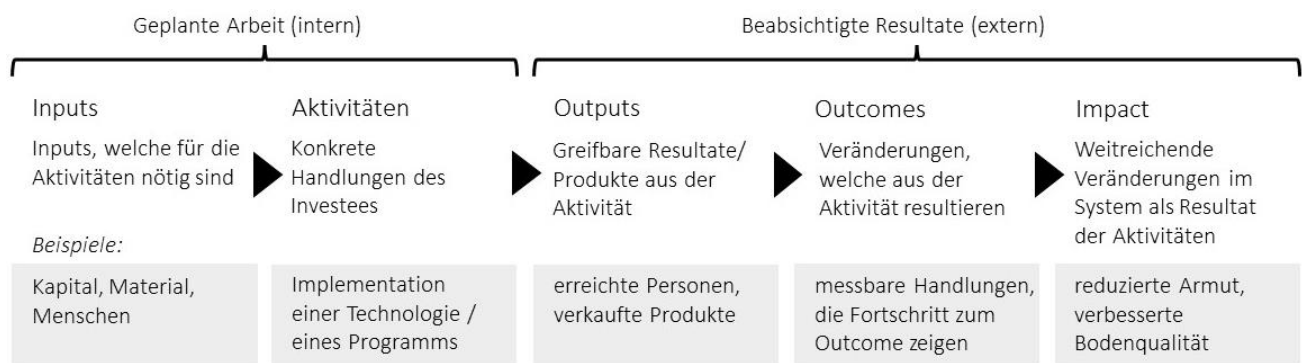 Geplante Arbeit (intern)
Beabsichtigte Resultate (extern)
Inputs
Inputs, welche für die
Aktivitäten nötig sind
Aktivitäten
Konkrete
Handlungen des
Investees
Outputs
Greifbare Resultate/
Produkte aus der
Aktivität
Outcomes
Veränderungen,
welche aus der
Aktivität resultieren
Impact
Weitreichende
Veränderungen im
System als Resultat
der Aktivitäten
Beispiele:
Kapital, Material,
Menschen
Implementation
einer Technologie /
eines Programms
erreichte Personen,
verkaufte Produkte
messbare Handlungen,
die Fortschritt zum
Outcome zeigen
reduzierte Armut,
verbesserte
Bodenqualität